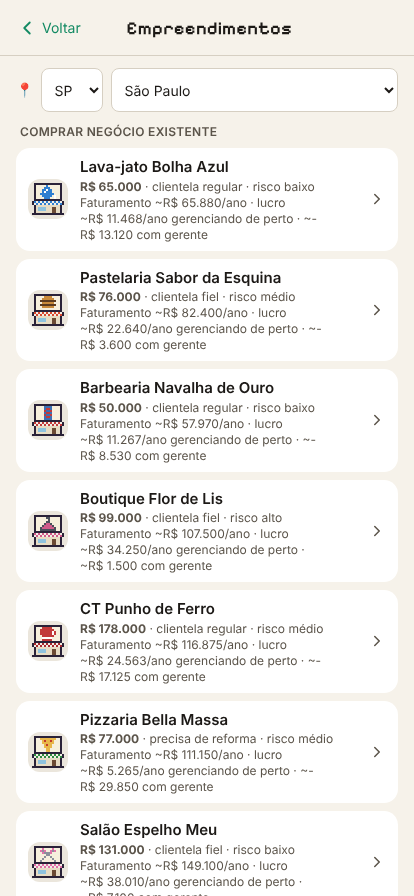 Voltar
Empreendimentos
SP
São Paulo
COMPRAR NEGÓCIO EXISTENTE
Lava-jato Bolha Azul
R$ 65.000 · clientela regular · risco baixo
Faturamento ~R$ 65.880/ano · lucro
~R$ 11.468/ano gerenciando de perto · ~-
R$ 13.120 com gerente
Pastelaria Sabor da Esquina
R$ 76.000 · clientela fiel · risco médio
Faturamento ~R$ 82.400/ano · lucro
~R$ 22.640/ano gerenciando de perto · ~-
R$ 3.600 com gerente
Barbearia Navalha de Ouro
R$ 50.000 · clientela regular · risco baixo
Faturamento ~R$ 57.970/ano · lucro
~R$ 11.267/ano gerenciando de perto · ~-
R$ 8.530 com gerente
Boutique Flor de Lis
R$ 99.000 · clientela fiel · risco alto
Faturamento ~R$ 107.500/ano · lucro
~R$ 34.250/ano gerenciando de perto ·
~R$ 1.500 com gerente
CT Punho de Ferro
R$ 178.000 · clientela regular · risco médio
Faturamento ~R$ 116.875/ano · lucro
~R$ 24.563/ano gerenciando de perto · ~-
R$ 17.125 com gerente
Pizzaria Bella Massa
R$ 77.000 · precisa de reforma · risco médio
Faturamento ~R$ 111.150/ano · lucro
~R$ 5.265/ano gerenciando de perto · ~-
R$ 29.850 com gerente
Salão Espelho Meu
R$ 131.000 · clientela fiel · risco baixo
Faturamento ~R$ 149.100/ano · lucro
~R$ 38.010/ano gerenciando de perto ·